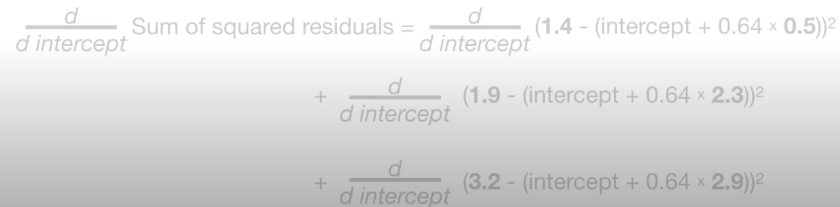 d/d intercept Sum of squared residuals = d/d intercept (1.4 - (intercept + 0.64 × 0.5))²
+ d/d intercept (1.9 - (intercept + 0.64 × 2.3))²
+ d/d intercept (3.2 - (intercept + 0.64 × 2.9))²